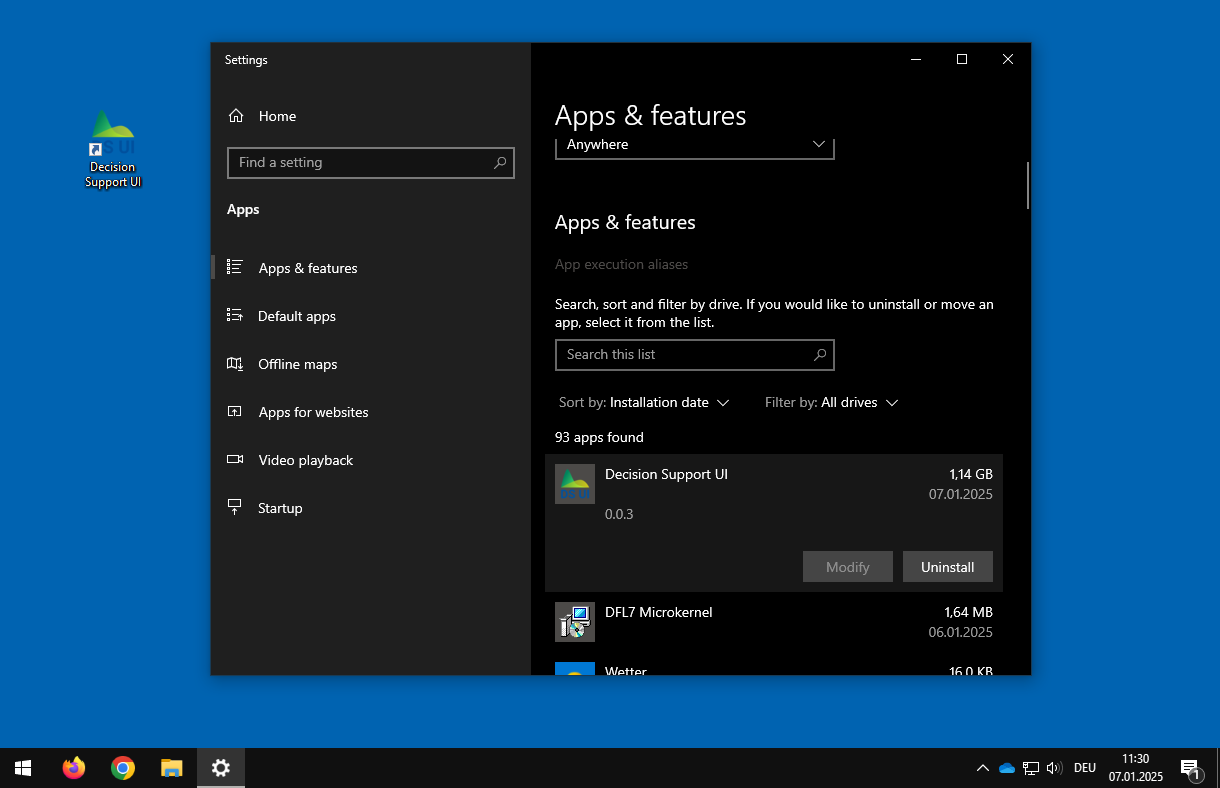 Settings
Home
Find a setting
Apps
Apps & features
Default apps
Offline maps
Apps for websites
Video playback
Startup
Apps & features
Anywhere
Apps & features
App execution aliases
Search, sort and filter by drive. If you would like to uninstall or move an
app, select it from the list.
Search this list
Sort by: Installation date
Filter by: All drives
93 apps found
DS UI
Decision Support UI
1,14 GB
07.01.2025
0.0.3
Modify
Uninstall
DFL7 Microkernel
1,64 MB
06.01.2025
Wetter
16,0 KB
DS UI
Decision
Support UI
DEU
11:30
07.01.2025
1